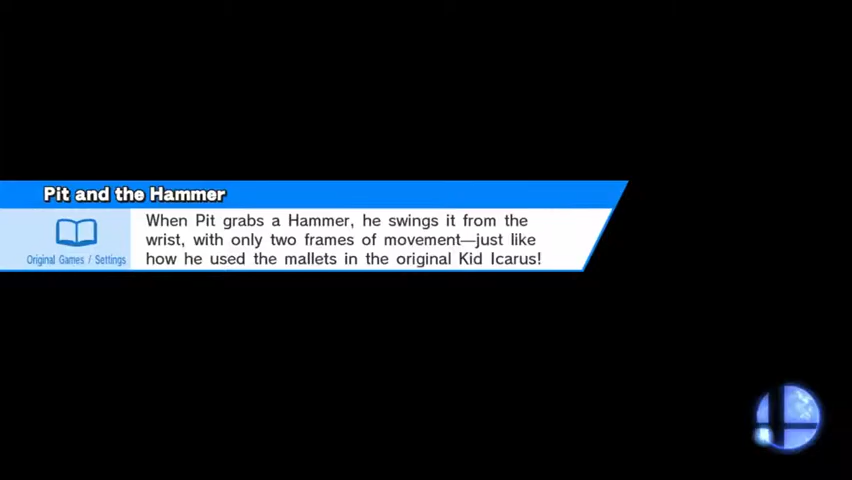 Pit and the Hammer
When Pit grabs a Hammer, he swings it from the
wrist, with only two frames of movement—just like
how he used the mallets in the original Kid Icarus!
Original Games / Settings